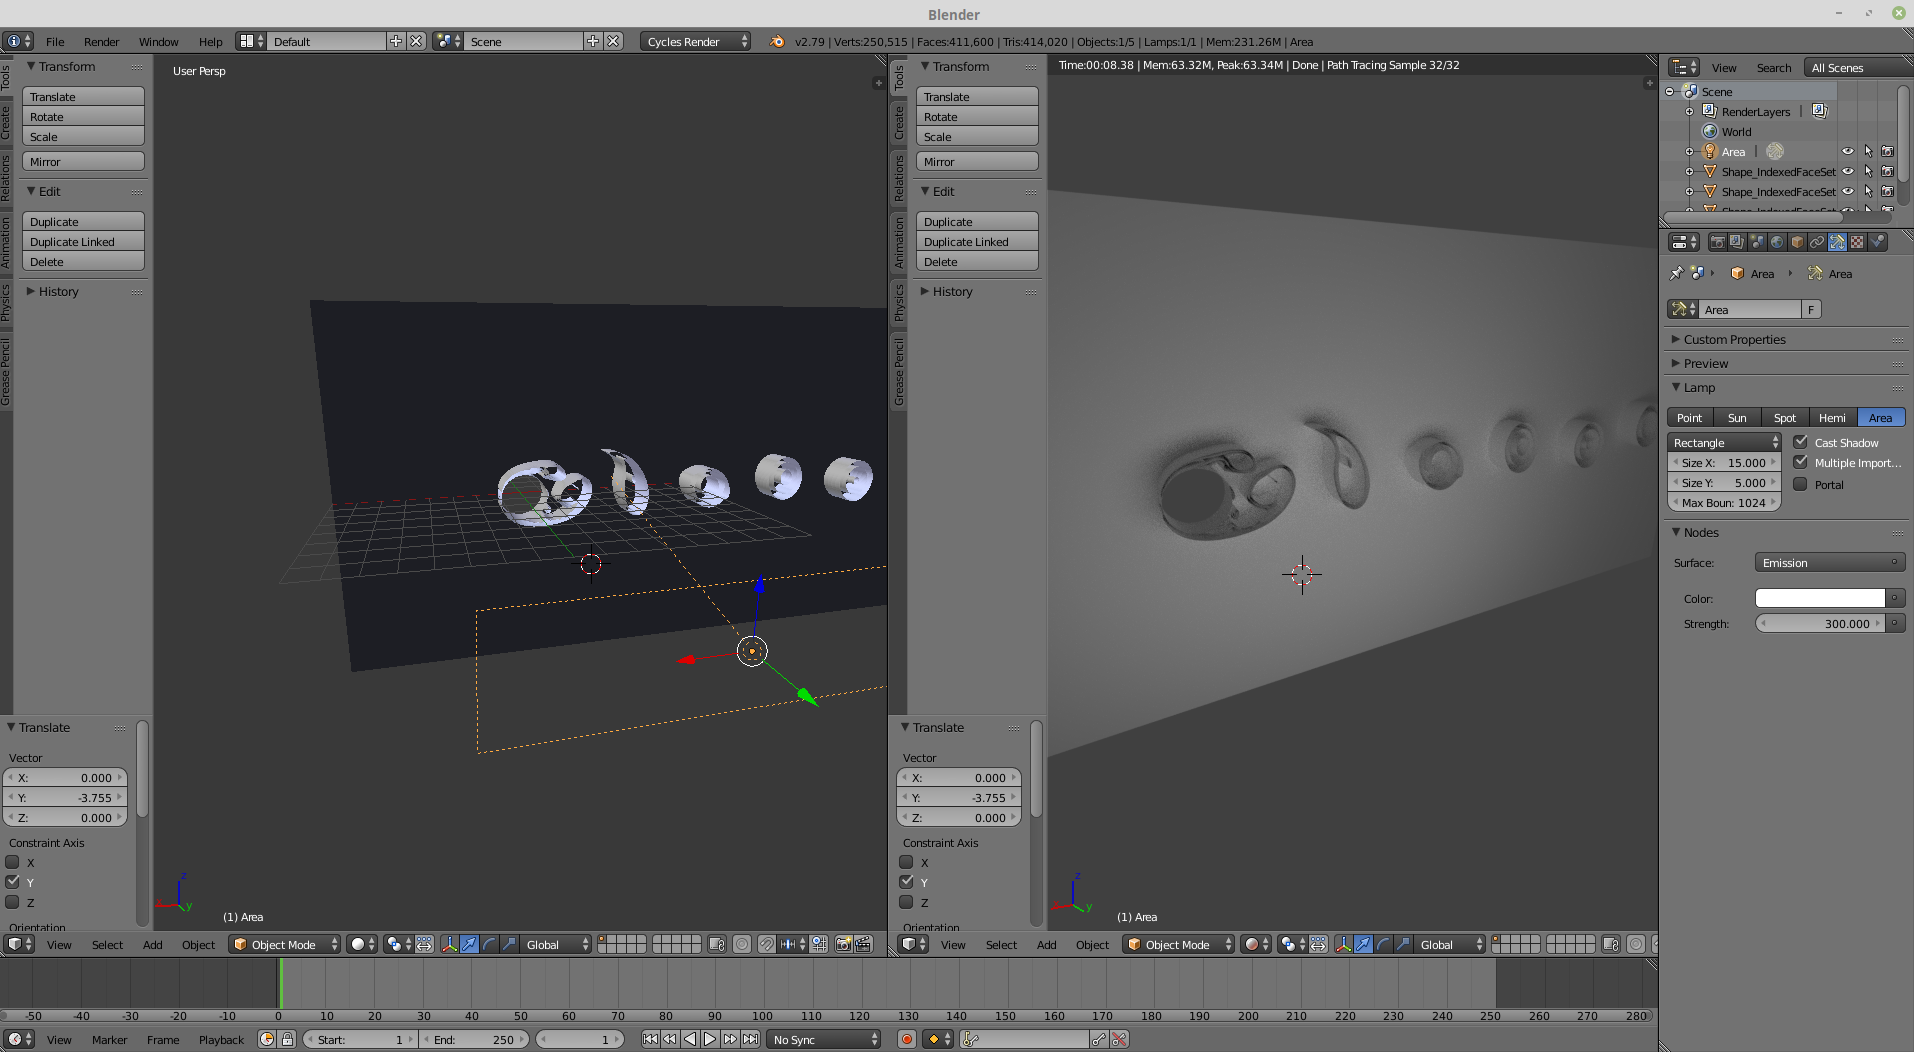 Blender
File Render Window Help Default Scene Cycles Render v2.79 | Verts:250,515 | Faces:411,600 | Tris:414,020 | Objects:1/5 | Lamps:1/1 | Mem:231.26M | Area
Tools
Create
Relations
Animation
Physics
Grease Pencil
Transform
Translate
Rotate
Scale
Mirror
Edit
Duplicate
Duplicate Linked
Delete
History
Translate
Vector
X: 0.000
Y: -3.755
Z: 0.000
Constraint Axis
X
Y
Z
Orientation
User Persp
z
y
(1) Area
View Select Add Object Object Mode Global
Tools
Create
Relations
Animation
Physics
Grease Pencil
Transform
Translate
Rotate
Scale
Mirror
Edit
Duplicate
Duplicate Linked
Delete
History
Translate
Vector
X: 0.000
Y: -3.755
Z: 0.000
Constraint Axis
X
Y
Z
Orientation
Time:00:08.38 | Mem:63.32M, Peak:63.34M | Done | Path Tracing Sample 32/32
z
y
(1) Area
View Select Add Object Object Mode Global
View Search All Scenes
Scene
RenderLayers
World
Area
Shape_IndexedFaceSet
Shape_IndexedFaceSet
Area Area
Area F
Custom Properties
Preview
Lamp
Point Sun Spot Hemi Area
Rectangle Cast Shadow
Size X: 15.000 Multiple Import...
Size Y: 5.000 Portal
Max Boun: 1024
Nodes
Surface: Emission
Color:
Strength: 300.000
-50 -40 -30 -20 -10 0 10 20 30 40 50 60 70 80 90 100 110 120 130 140 150 160 170 180 190 200 210 220 230 240 250 260 270 280
View Marker Frame Playback Start: 1 End: 250 1 No Sync